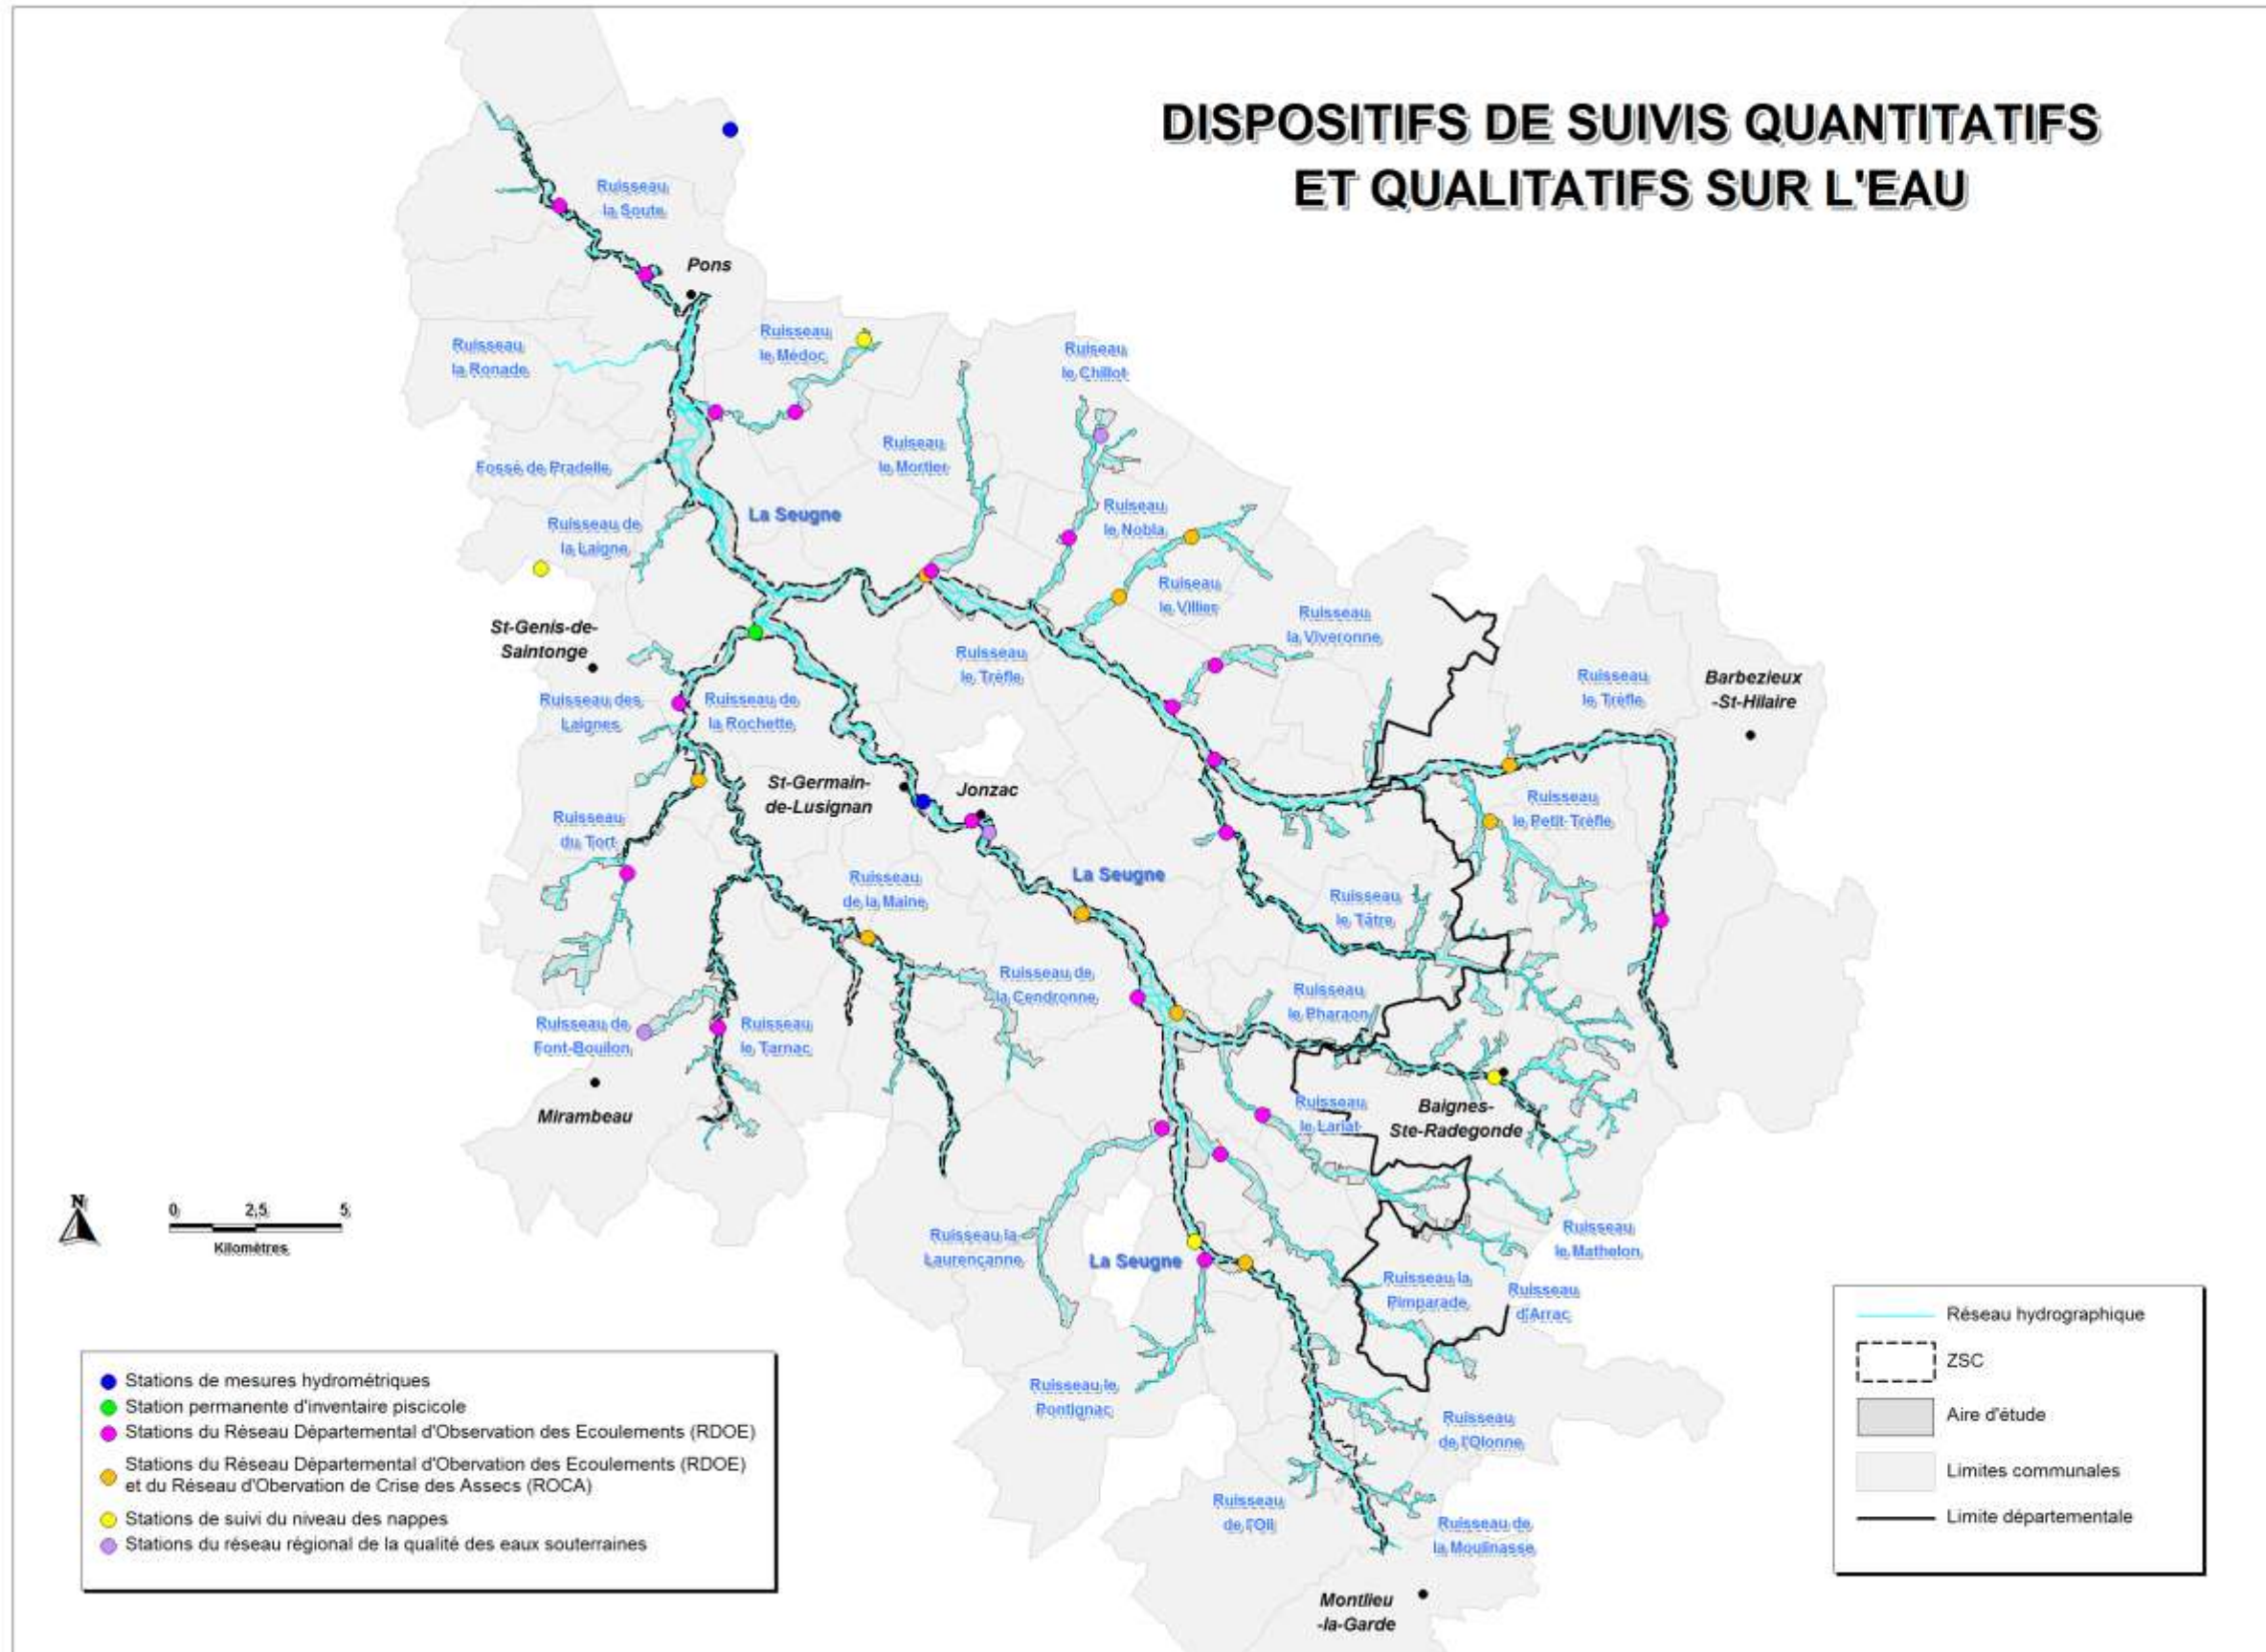 DISPOSITIFS DE SUIVIS QUANTITATIFS
ET QUALITATIFS SUR L'EAU
Ruisseau
la Soute
Pons
Ruisseau
la Ronade
Ruisseau
le Médoc
Ruiseau
le Chillot
Ruiseau
le Mortier
Fossé de Pradelle
La Seugne
Ruiseau
le Nobla
Ruisseau de
la Laigne
Ruiseau
le Villier
St-Genis-de-
Saintonge
Ruisseau
la Viveronne
Ruisseau
le Trèfle
Ruisseau
le Trèfle
Barbezieux
-St-Hilaire
Ruisseau des
Laignes
Ruisseau de
la Rochette
St-Germain-
de-Lusignan
Jonzac
Ruisseau
le Petit-Trèfle
Ruisseau
du Tort
La Seugne
Ruisseau
de la Maine
Ruisseau
le Tâtre
Ruisseau de
la Cendronne
Ruisseau
le Pharaon
Ruisseau de
Font-Bouilon
Ruisseau
le Tarnac
Mirambeau
Ruisseau
le Lariat
Baignes-
Ste-Radegonde
Ruisseau la
Laurençanne
La Seugne
Ruisseau
le Mathelon
Ruisseau la
Pimparade
Ruisseau
d'Arrac
Ruisseau le
Pontignac
Ruisseau
de l'Olonne
Ruisseau
de l'Oli
Ruisseau de
la Moulinasse
Montlieu
-la-Garde
N
0 2,5 5
Kilomètres
Stations de mesures hydrométriques
Station permanente d'inventaire piscicole
Stations du Réseau Départemental d'Observation des Ecoulements (RDOE)
Stations du Réseau Départemental d'Obervation des Ecoulements (RDOE)
et du Réseau d'Obervation de Crise des Assecs (ROCA)
Stations de suivi du niveau des nappes
Stations du réseau régional de la qualité des eaux souterraines
Réseau hydrographique
ZSC
Aire d'étude
Limites communales
Limite départementale